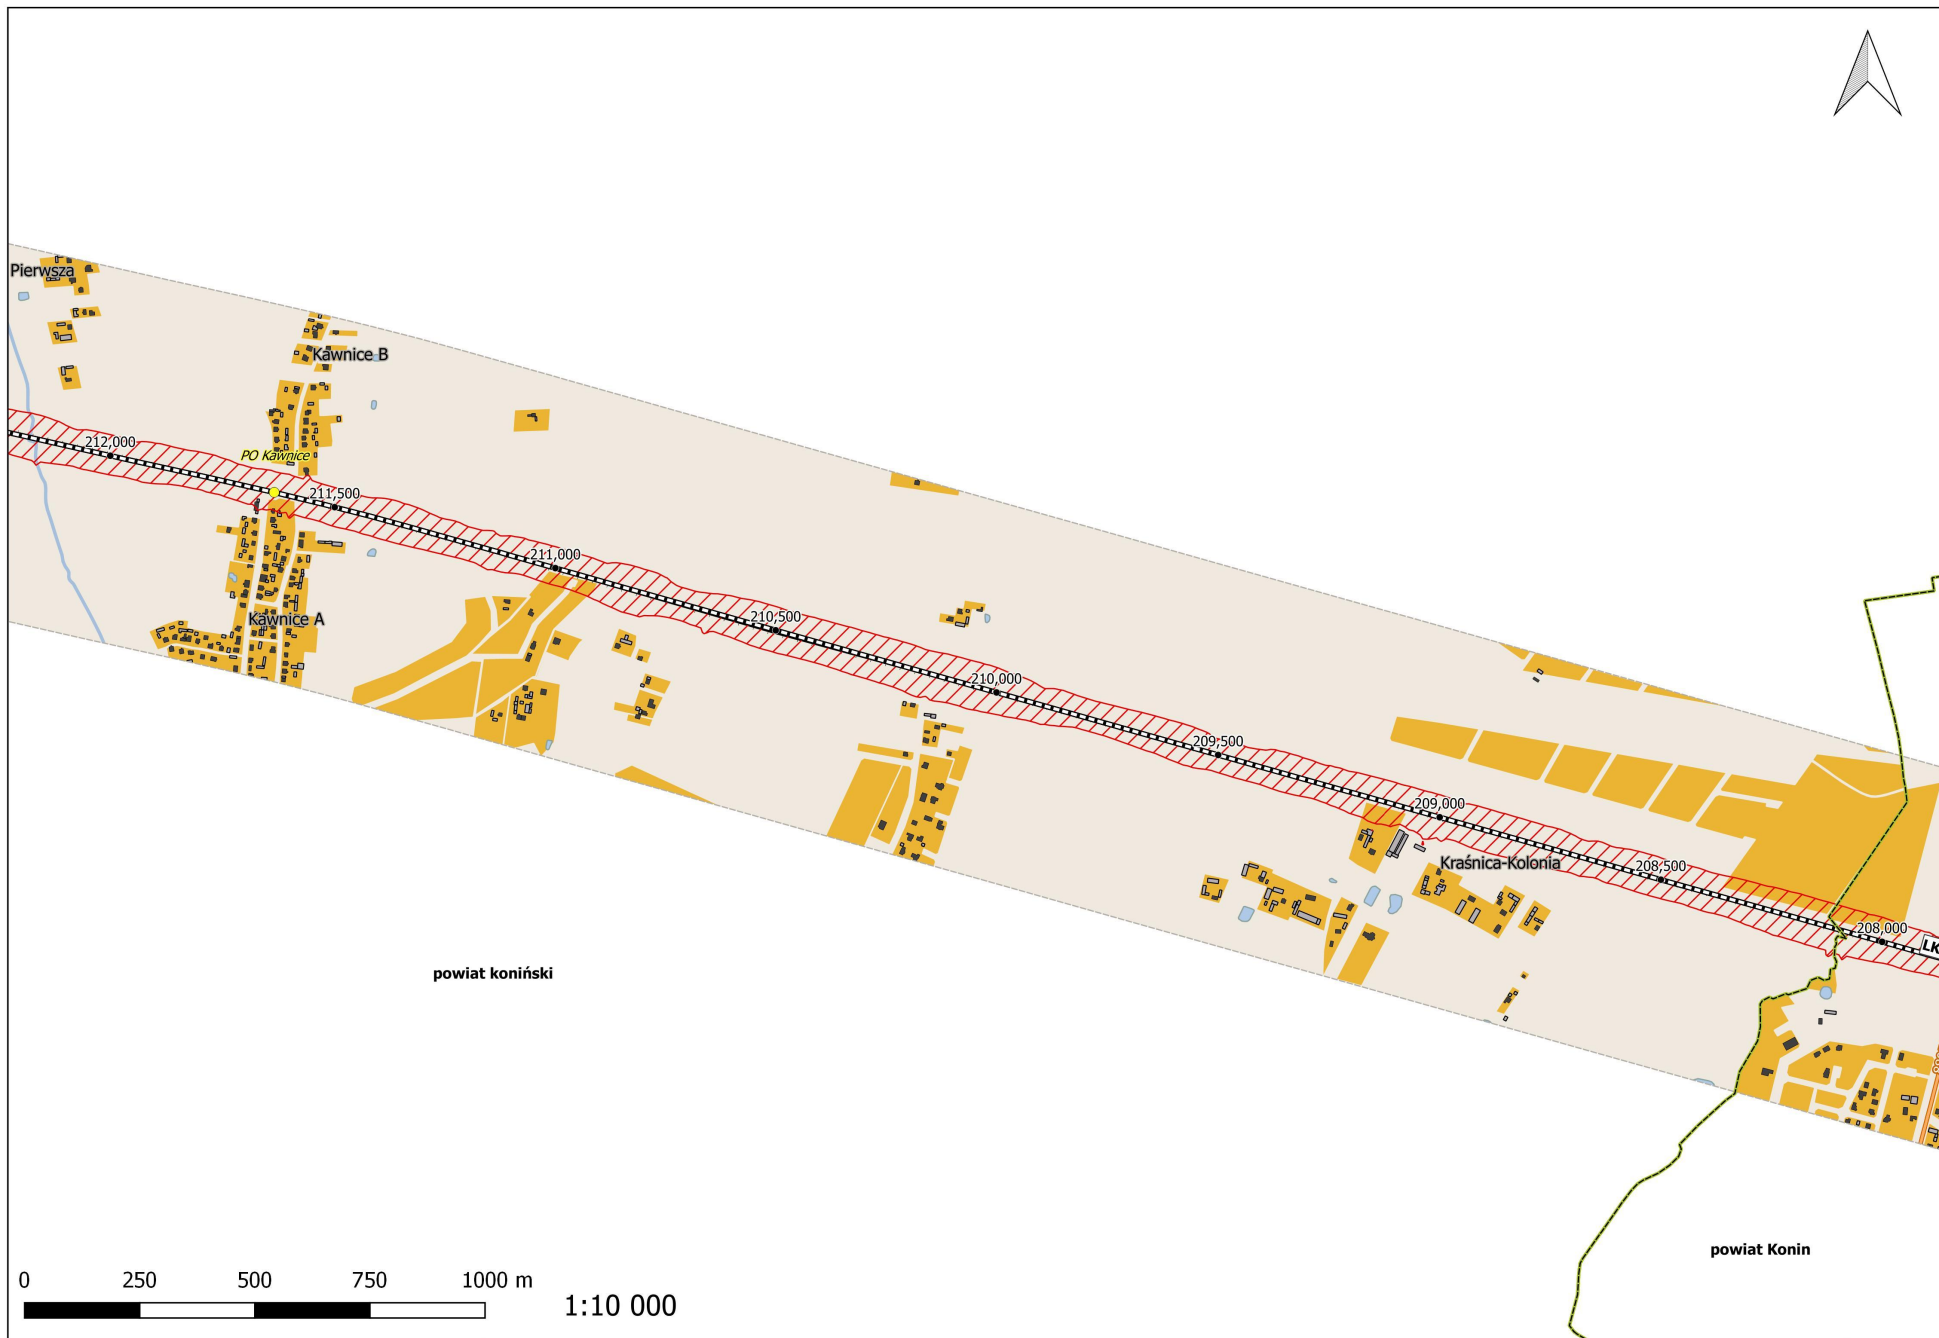 Pierwsza
Kawnice B
212,000
PO Kawnice
211,500
211,000
Kawnice A
210,500
210,000
209,500
209,000
Kraśnica-Kolonia
208,500
208,000
LK
powiat koniński
powiat Konin
0 250 500 750 1000 m
1:10 000